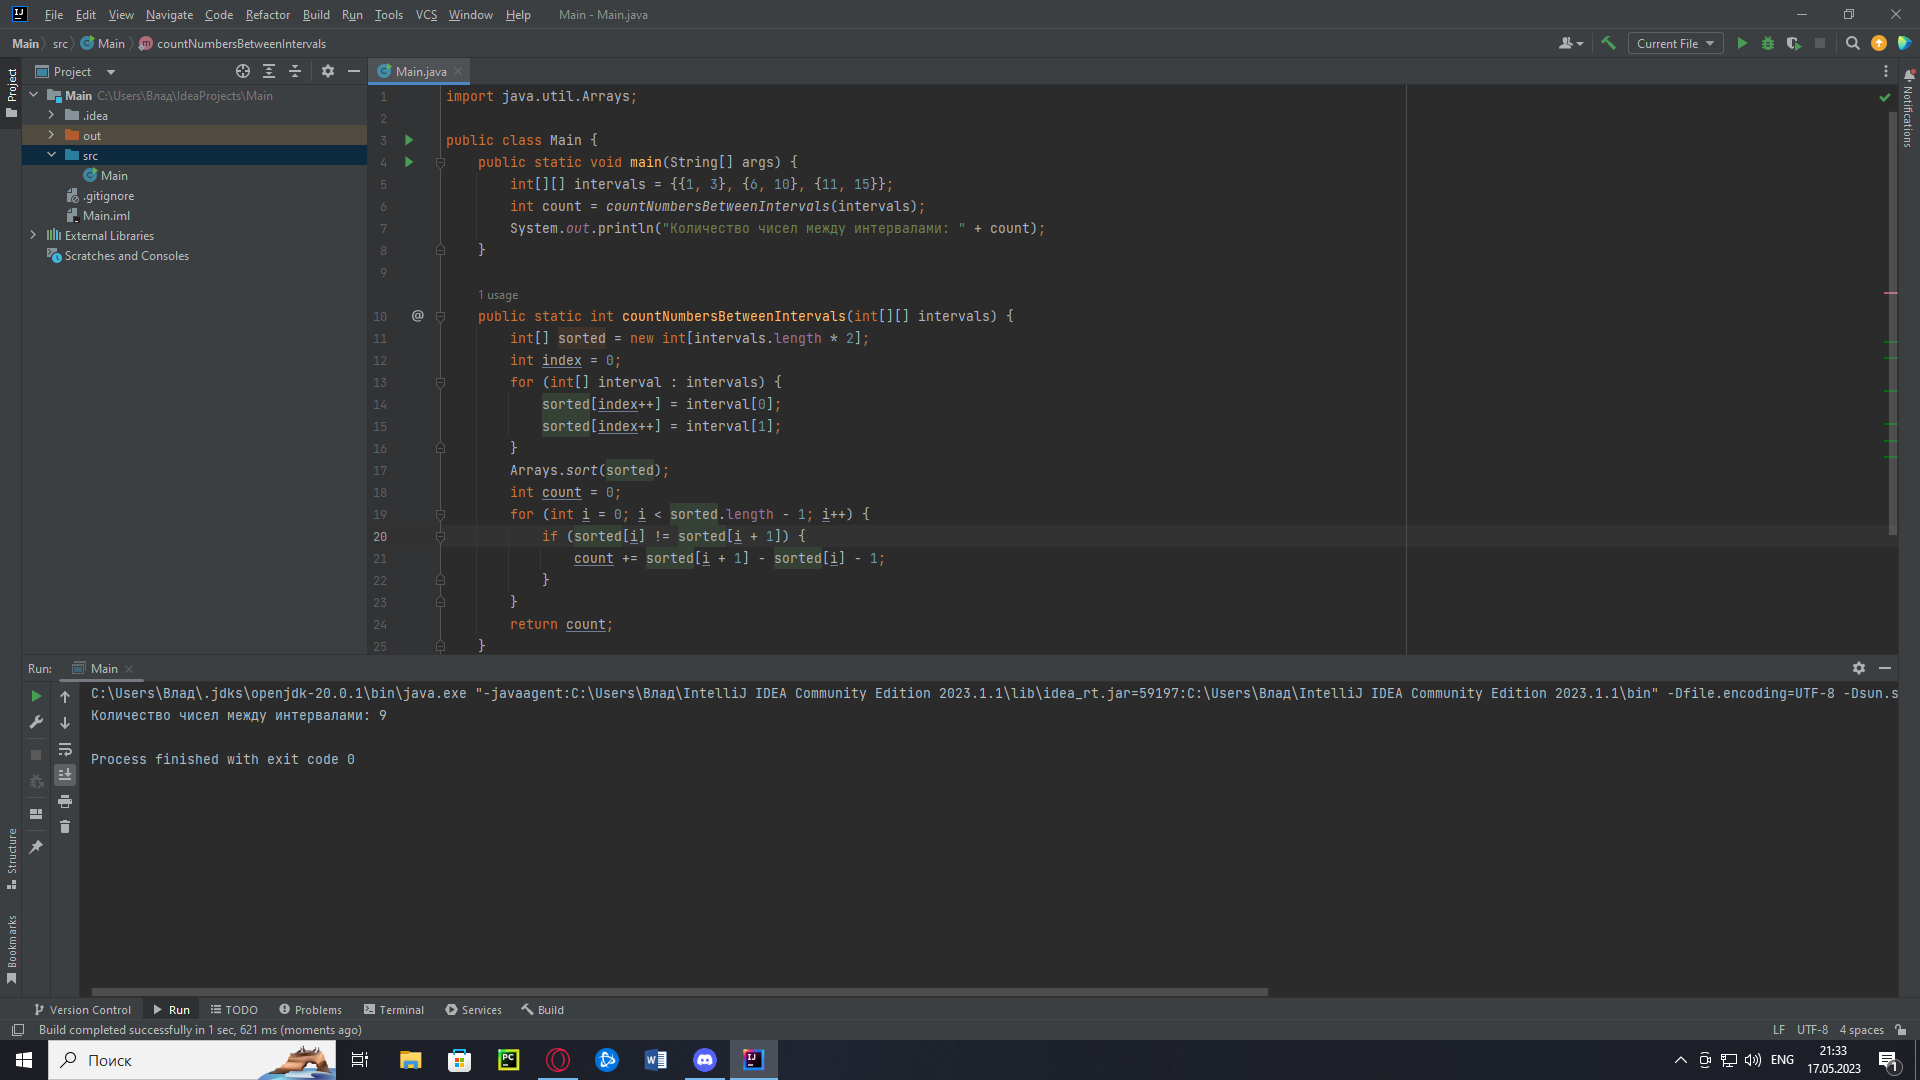 File Edit View Navigate Code Refactor Build Run Tools VCS Window Help Main - Main.java
Main src Main countNumbersBetweenIntervals
Current File
Project
Main.java
Main C:\Users\Влад\IdeaProjects\Main
.idea
out
src
Main
.gitignore
Main.iml
External Libraries
Scratches and Consoles
Project
Notifications
1 import java.util.Arrays;
2
3 public class Main {
4 public static void main(String[] args) {
5 int[][] intervals = {{1, 3}, {6, 10}, {11, 15}};
6 int count = countNumbersBetweenIntervals(intervals);
7 System.out.println("Количество чисел между интервалами: " + count);
8 }
9
1 usage
10 @ public static int countNumbersBetweenIntervals(int[][] intervals) {
11 int[] sorted = new int[intervals.length * 2];
12 int index = 0;
13 for (int[] interval : intervals) {
14 sorted[index++] = interval[0];
15 sorted[index++] = interval[1];
16 }
17 Arrays.sort(sorted);
18 int count = 0;
19 for (int i = 0; i < sorted.length - 1; i++) {
20 if (sorted[i] != sorted[i + 1]) {
21 count += sorted[i + 1] - sorted[i] - 1;
22 }
23 }
24 return count;
25 }
Run: Main
C:\Users\Влад\.jdks\openjdk-20.0.1\bin\java.exe "-javaagent:C:\Users\Влад\IntelliJ IDEA Community Edition 2023.1.1\lib\idea_rt.jar=59197:C:\Users\Влад\IntelliJ IDEA Community Edition 2023.1.1\bin" -Dfile.encoding=UTF-8 -Dsun.s
Количество чисел между интервалами: 9
Process finished with exit code 0
Structure
Bookmarks
Version Control Run TODO Problems Terminal Services Build
Build completed successfully in 1 sec, 621 ms (moments ago)
LF UTF-8 4 spaces
Поиск
ENG
21:33
17.05.2023
1